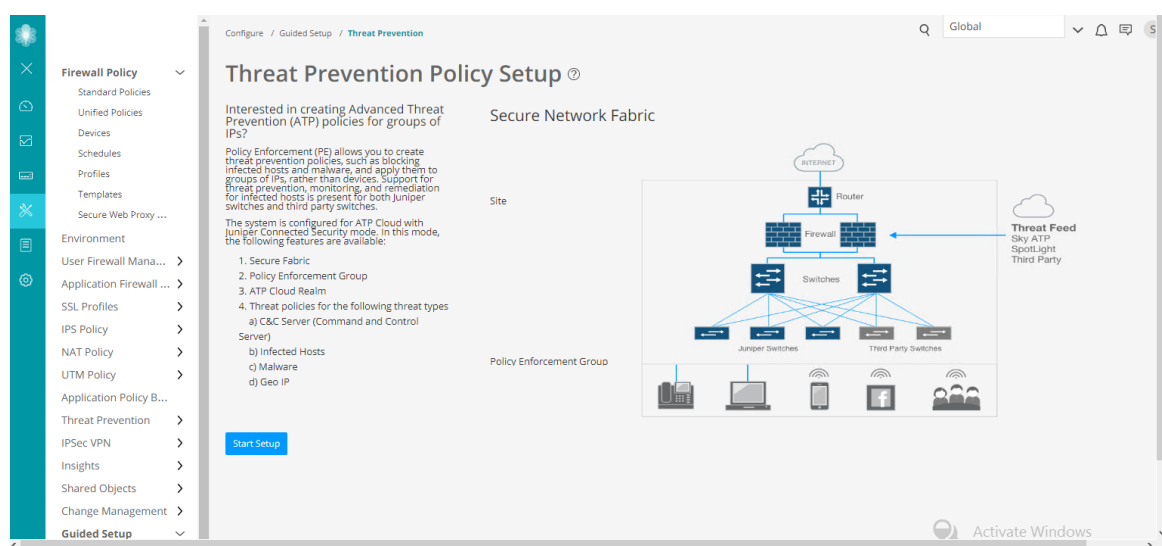 Configure / Guided Setup / Threat Prevention
Global
S
Firewall Policy
Standard Policies
Unified Policies
Devices
Schedules
Profiles
Templates
Secure Web Proxy ...
Environment
User Firewall Mana...
Application Firewall ...
SSL Profiles
IPS Policy
NAT Policy
UTM Policy
Application Policy B...
Threat Prevention
IPSec VPN
Insights
Shared Objects
Change Management
Guided Setup
Threat Prevention Policy Setup
Interested in creating Advanced Threat
Prevention (ATP) policies for groups of
IPs?
Policy Enforcement (PE) allows you to create
threat prevention policies, such as blocking
infected hosts and malware, and apply them to
groups of IPs, rather than devices. Support for
threat prevention, monitoring, and remediation
for infected hosts is present for both Juniper
switches and third party switches.
The system is configured for ATP Cloud with
Juniper Connected Security mode. In this mode,
the following features are available:
1. Secure Fabric
2. Policy Enforcement Group
3. ATP Cloud Realm
4. Threat policies for the following threat types
a) C&C Server (Command and Control
Server)
b) Infected Hosts
c) Malware
d) Geo IP
Start Setup
Secure Network Fabric
INTERNET
Site
Router
Firewall
Threat Feed
Sky ATP
SpotLight
Third Party
Switches
Juniper Switches
Third Party Switches
Policy Enforcement Group
Activate Windows